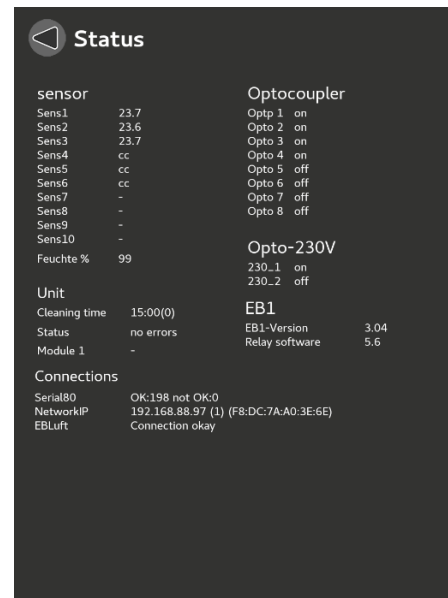 Status
sensor
Sens1 23.7
Sens2 23.6
Sens3 23.7
Sens4 cc
Sens5 cc
Sens6 cc
Sens7 -
Sens8 -
Sens9 -
Sens10 -
Feuchte % 99
Unit
Cleaning time 15:00(0)
Status no errors
Module 1 -
Optocoupler
Optp 1 on
Opto 2 on
Opto 3 on
Opto 4 on
Opto 5 off
Opto 6 off
Opto 7 off
Opto 8 off
Opto-230V
230_1 on
230_2 off
EB1
EB1-Version 3.04
Relay software 5.6
Connections
Serial80 OK:198 not OK:0
NetworkIP 192.168.88.97 (1) (F8:DC:7A:A0:3E:6E)
EBLuft Connection okay